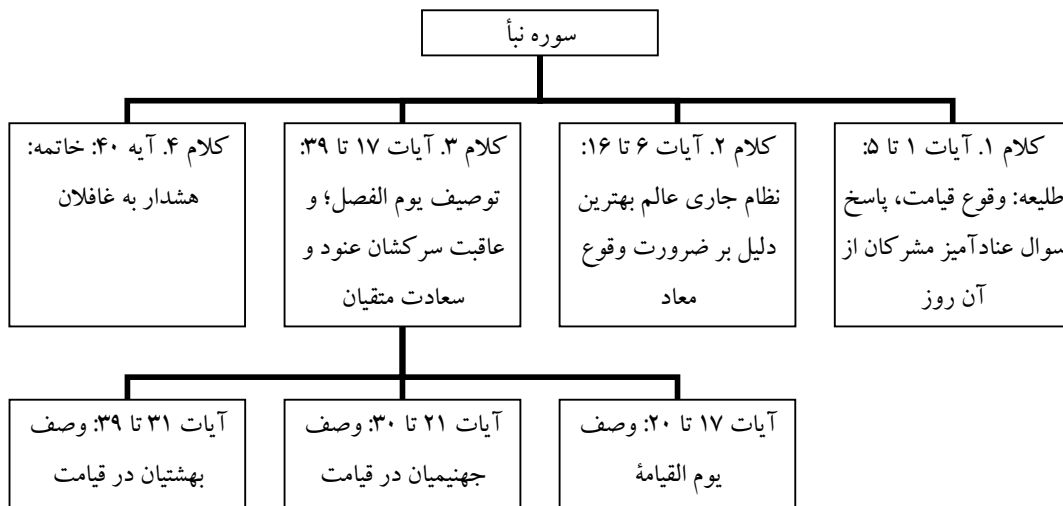 سوره نبأ
کلام ۱. آیات ۱ تا ۵:
طلیعه: وقوع قیامت، پاسخ
سوال عنادآمیز مشرکان از
آن روز
کلام ۲. آیات ۶ تا ۱۶:
نظام جاری عالم بهترین
دلیل بر ضرورت وقوع
معاد
کلام ۳. آیات ۱۷ تا ۳۹:
توصیف یوم الفصل؛ و
عاقبت سرکشان عنود و
سعادت متقیان
کلام ۴. آیه ۴۰: خاتمه:
هشدار به غافلان
آیات ۱۷ تا ۲۰: وصف
یوم القیامۀ
آیات ۲۱ تا ۳۰: وصف
جهنیمیان در قیامت
آیات ۳۱ تا ۳۹: وصف
بهشتیان در قیامت